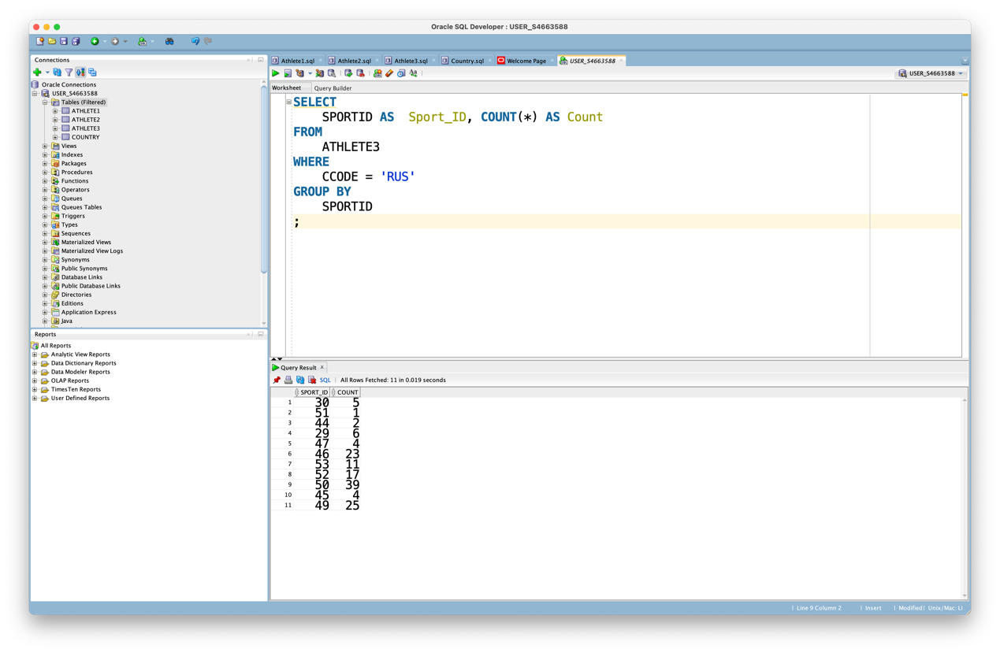 Oracle SQL Developer : USER_S4663588
Connections
Oracle Connections
USER_S4663588
Tables (Filtered)
ATHLETE1
ATHLETE2
ATHLETE3
COUNTRY
Views
Indexes
Packages
Procedures
Functions
Operators
Queues
Queues Tables
Triggers
Types
Sequences
Materialized Views
Materialized View Logs
Synonyms
Public Synonyms
Database Links
Public Database Links
Directories
Editions
Application Express
Java
Reports
All Reports
Analytic View Reports
Data Dictionary Reports
Data Modeler Reports
OLAP Reports
TimesTen Reports
User Defined Reports
Athlete1.sql Athlete2.sql Athlete3.sql Country.sql Welcome Page USER_S4663588
USER_S4663588
Worksheet Query Builder
SELECT
SPORTID AS Sport_ID, COUNT(*) AS Count
FROM
ATHLETE3
WHERE
CCODE = 'RUS'
GROUP BY
SPORTID
;
Query Result
SQL All Rows Fetched: 11 in 0.019 seconds
SPORT_ID COUNT
1 30 5
2 51 1
3 44 2
4 29 6
5 47 4
6 46 23
7 53 11
8 52 17
9 50 39
10 45 4
11 49 25
Line 9 Column 2 Insert Modified Unix/Mac: LI